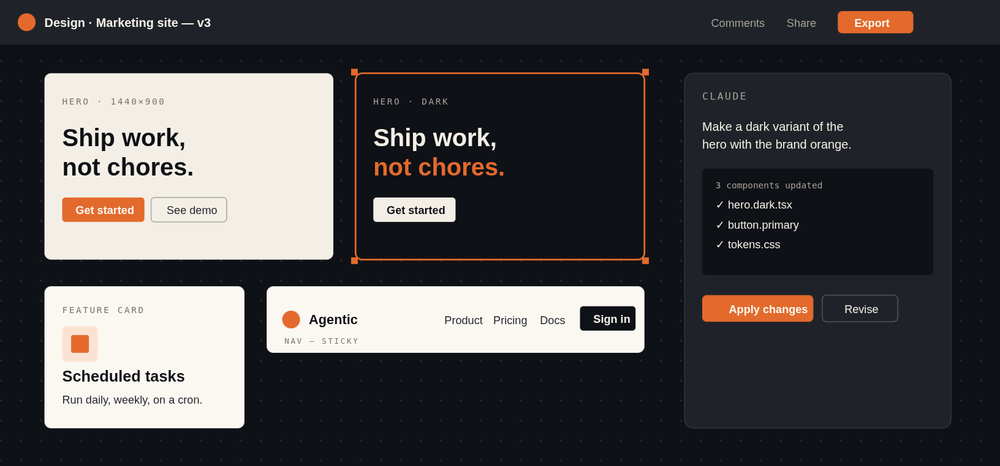 Design · Marketing site — v3
Comments
Share
Export
HERO · 1440×900
Ship work,
not chores.
Get started
See demo
HERO · DARK
Ship work,
not chores.
Get started
CLAUDE
Make a dark variant of the
hero with the brand orange.
3 components updated
✓ hero.dark.tsx
✓ button.primary
✓ tokens.css
Apply changes
Revise
FEATURE CARD
Scheduled tasks
Run daily, weekly, on a cron.
Agentic
Product
Pricing
Docs
Sign in
NAV — STICKY